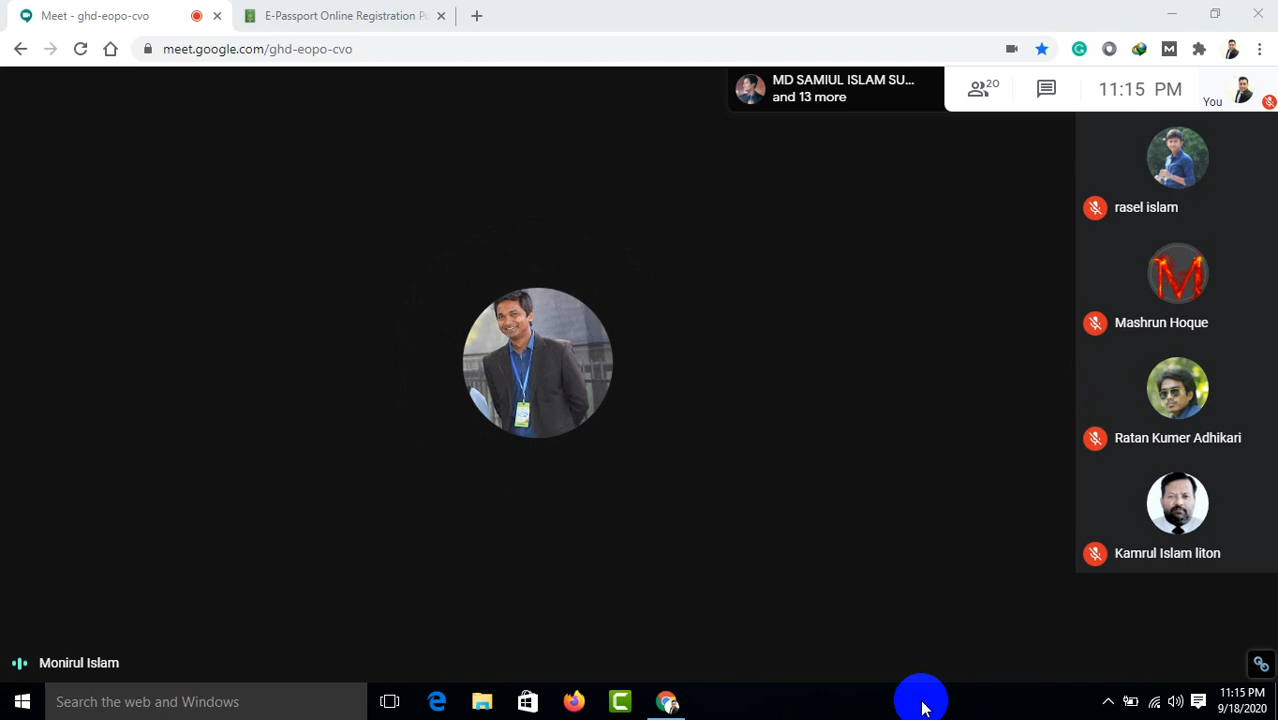 Meet - ghd-eopo-cvo
E-Passport Online Registration Po
meet.google.com/ghd-eopo-cvo
MD SAMIUL ISLAM SU...
and 13 more
20
11:15 PM
You
rasel islam
M
Mashrun Hoque
Ratan Kumer Adhikari
Kamrul Islam liton
Monirul Islam
Search the web and Windows
11:15 PM
9/18/2020